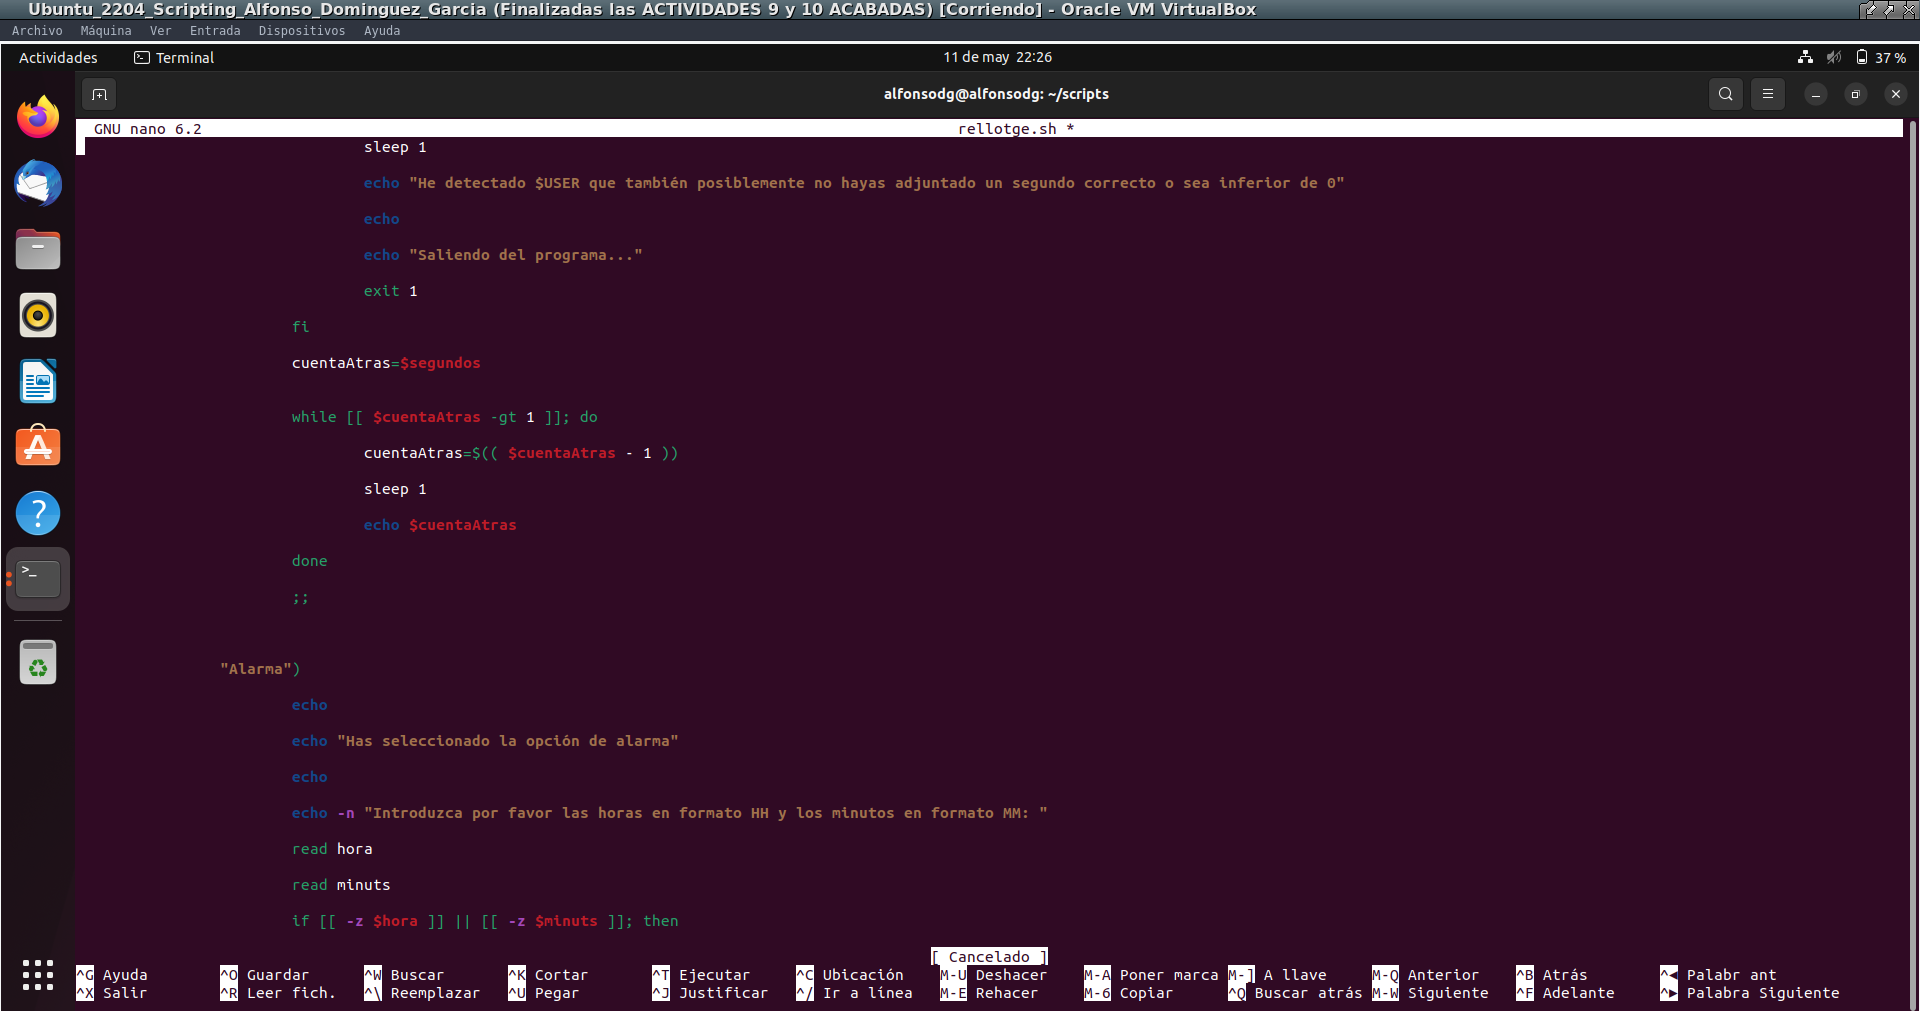 Ubuntu_2204_Scripting_Alfonso_Dominguez_Garcia (Finalizadas las ACTIVIDADES 9 y 10 ACABADAS) [Corriendo] - Oracle VM VirtualBox
Archivo Máquina Ver Entrada Dispositivos Ayuda
Actividades Terminal 11 de may 22:26 37 %
alfonsodg@alfonsodg: ~/scripts
GNU nano 6.2 rellotge.sh *
sleep 1
echo "He detectado $USER que también posiblemente no hayas adjuntado un segundo correcto o sea inferior de 0"
echo
echo "Saliendo del programa..."
exit 1
fi
cuentaAtras=$segundos
while [[ $cuentaAtras -gt 1 ]]; do
cuentaAtras=$(( $cuentaAtras - 1 ))
sleep 1
echo $cuentaAtras
done
;;
"Alarma")
echo
echo "Has seleccionado la opción de alarma"
echo
echo -n "Introduzca por favor las horas en formato HH y los minutos en formato MM: "
read hora
read minuts
if [[ -z $hora ]] || [[ -z $minuts ]]; then
[ Cancelado ]
^G Ayuda ^O Guardar ^W Buscar ^K Cortar ^T Ejecutar ^C Ubicación M-U Deshacer M-A Poner marca M-] A llave M-Q Anterior ^B Atrás ^◀ Palabr ant
^X Salir ^R Leer fich. ^\ Reemplazar ^U Pegar ^J Justificar ^/ Ir a línea M-E Rehacer M-6 Copiar ^Q Buscar atrás M-W Siguiente ^F Adelante ^▶ Palabra Siguiente